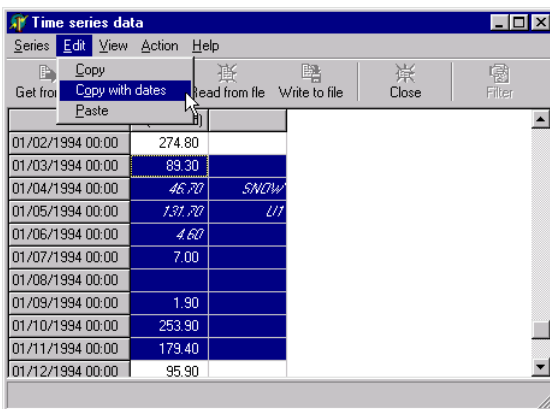 Time series data
Series Edit View Action Help
Copy
Copy with dates
Paste
Get Read from fle Write to file Close Filter
01/02/1994 00:00 274.80
01/03/1994 00:00 89.30
01/04/1994 00:00 46.70 SNOW
01/05/1994 00:00 131.70 U1
01/06/1994 00:00 4.60
01/07/1994 00:00 7.00
01/08/1994 00:00
01/09/1994 00:00 1.90
01/10/1994 00:00 253.90
01/11/1994 00:00 179.40
01/12/1994 00:00 95.90